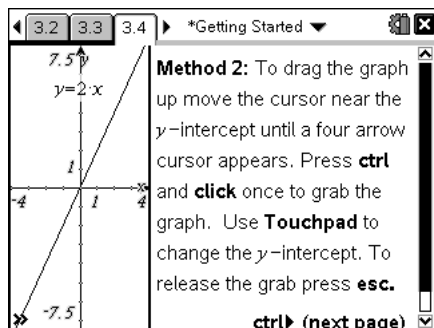 3.2 3.3 3.4 *Getting Started
7.5 y
y=2·x
1
x
-4 1 4
-7.5
Method 2: To drag the graph
up move the cursor near the
y-intercept until a four arrow
cursor appears. Press ctrl
and click once to grab the
graph. Use Touchpad to
change the y-intercept. To
release the grab press esc.
ctrl▸ (next page)